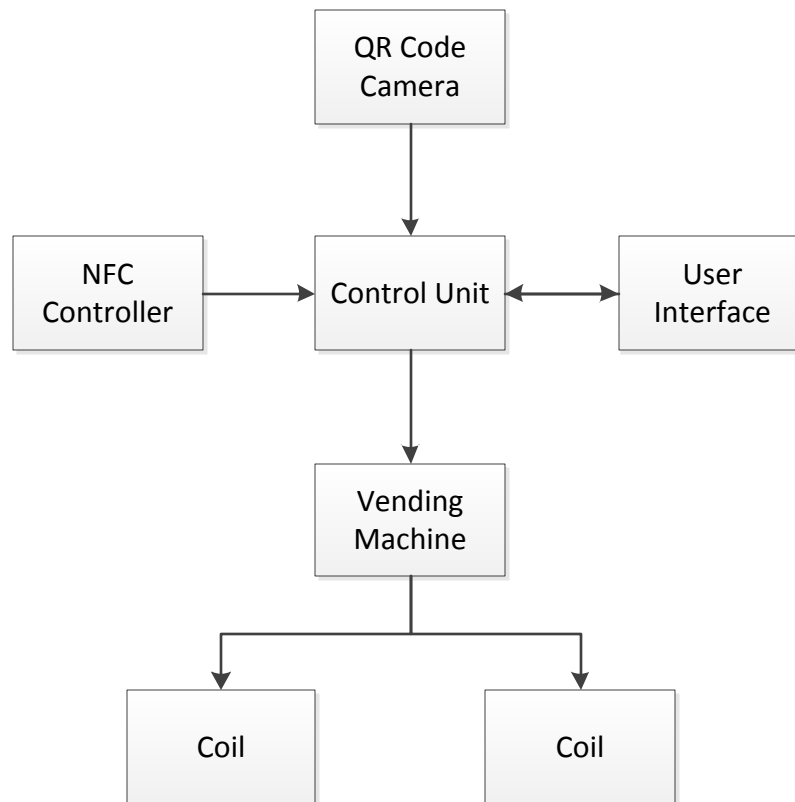 QR Code
Camera
NFC
Controller
Control Unit
User
Interface
Vending
Machine
Coil
Coil